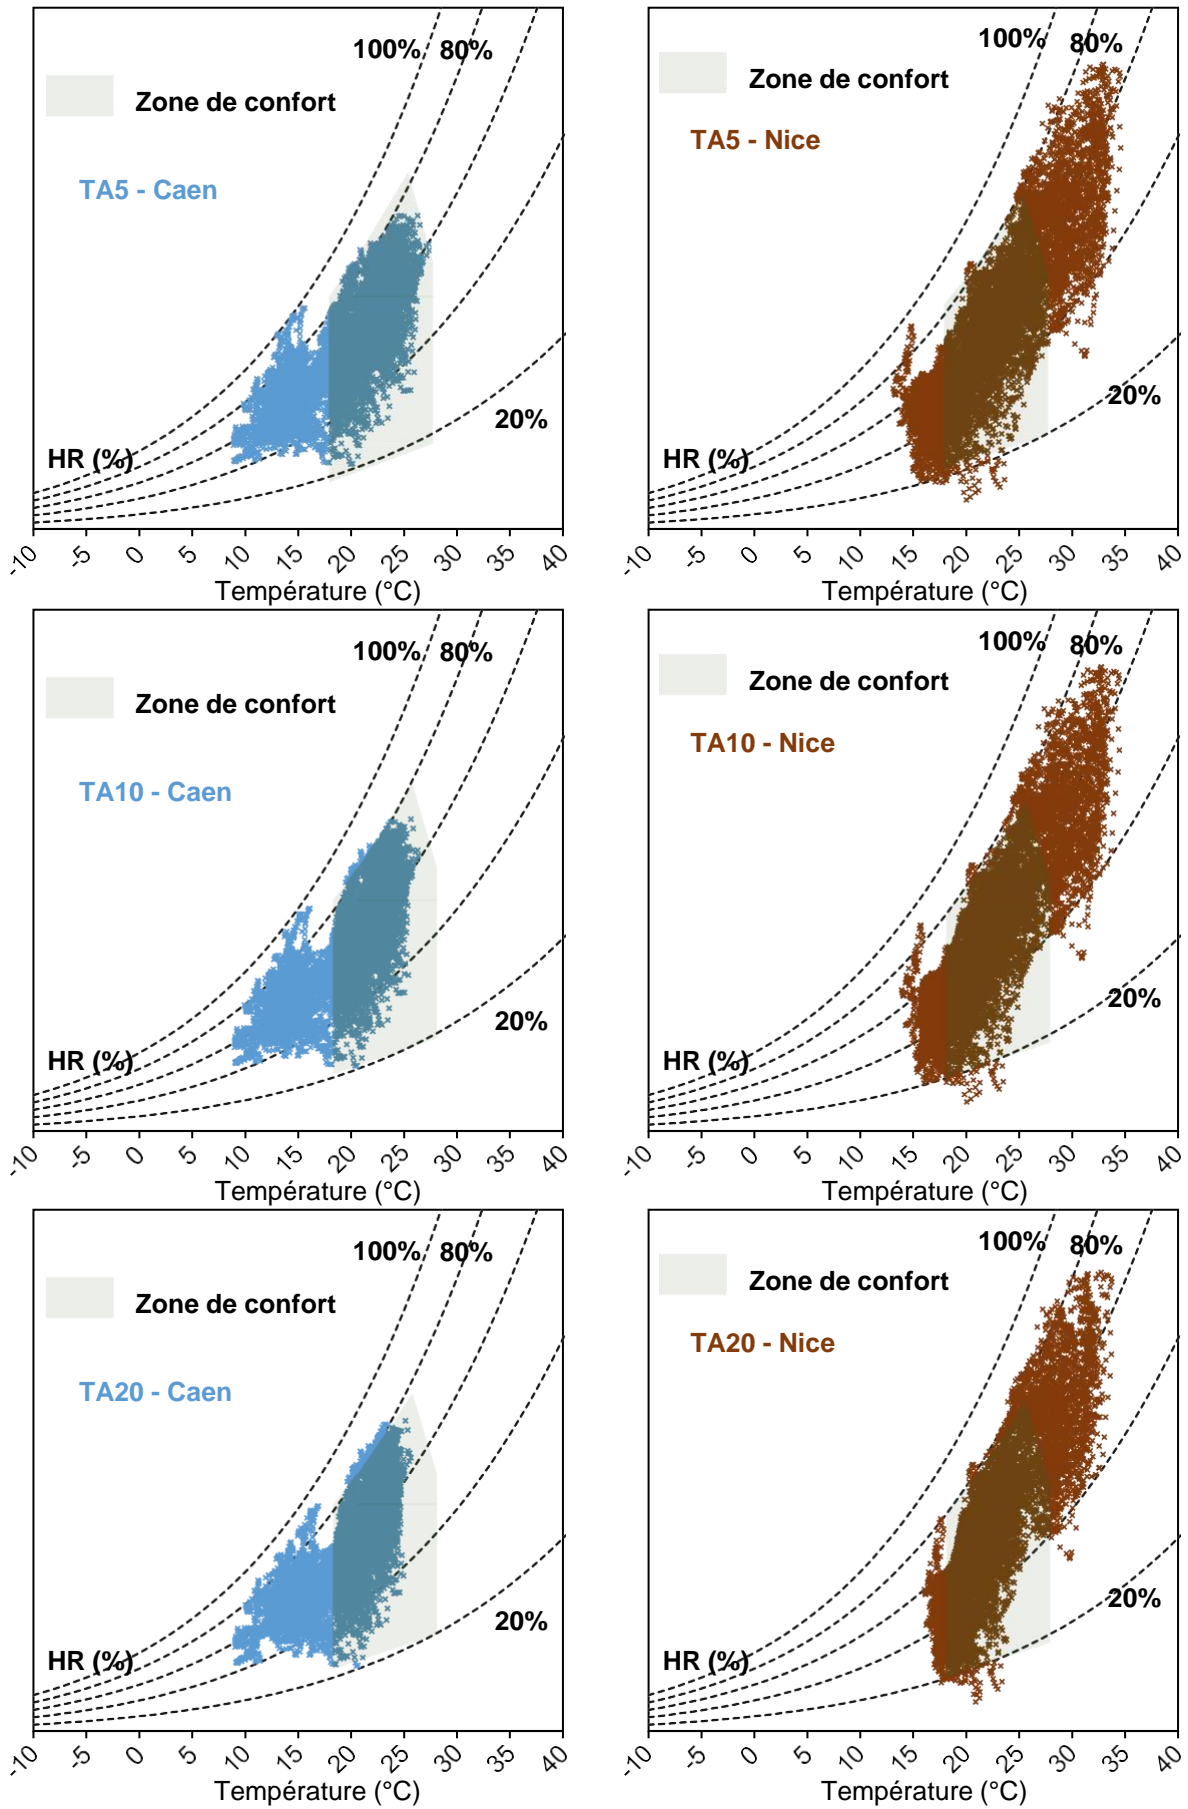 100% 80%
Zone de confort
TA5 - Caen
20%
HR (%)
-10 -5 0 5 10 15 20 25 30 35 40
Température (°C)
100% 80%
Zone de confort
TA5 - Nice
20%
HR (%)
-10 -5 0 5 10 15 20 25 30 35 40
Température (°C)
100% 80%
Zone de confort
TA10 - Caen
20%
HR (%)
-10 -5 0 5 10 15 20 25 30 35 40
Température (°C)
100% 80%
Zone de confort
TA10 - Nice
20%
HR (%)
-10 -5 0 5 10 15 20 25 30 35 40
Température (°C)
100% 80%
Zone de confort
TA20 - Caen
20%
HR (%)
-10 -5 0 5 10 15 20 25 30 35 40
Température (°C)
100% 80%
Zone de confort
TA20 - Nice
20%
HR (%)
-10 -5 0 5 10 15 20 25 30 35 40
Température (°C)